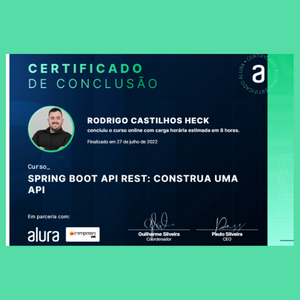 CERTIFICADO
DE CONCLUSÃO
RODRIGO CASTILHOS HECK
concluiu o curso online com carga horária estimada em 8 horas.
Finalizado em 27 de julho de 2022
Curso_
SPRING BOOT API REST: CONSTRUA UMA
API
Em parceria com:
alura
Guilherme Silveira
Coordenador
Paulo Silveira
CEO